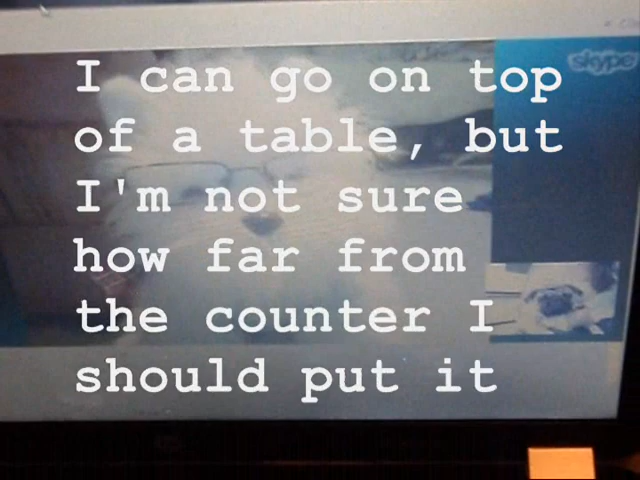 skype
I can go on top
of a table, but
I'm not sure
how far from
the counter I
should put it